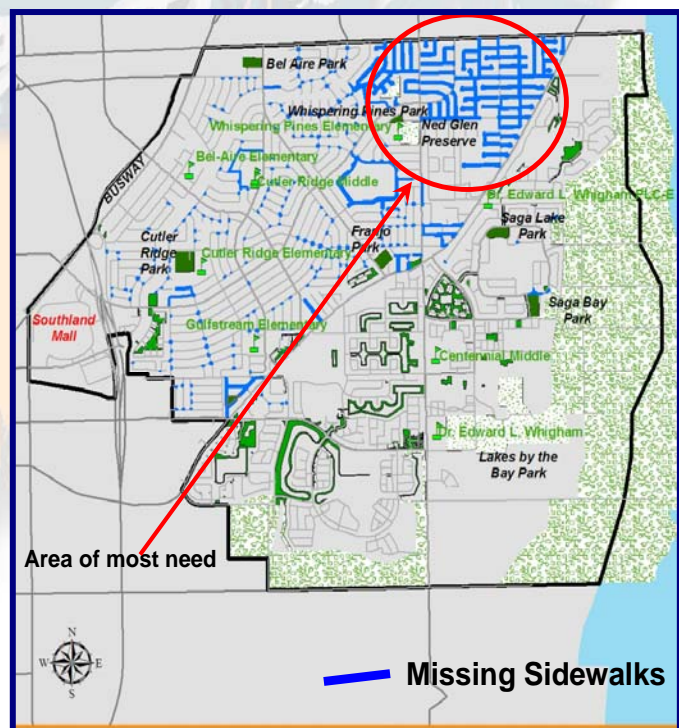 Bel Aire Park
Whispering Pines Park
Whispering Pines Elementary
Ned Glen
Preserve
BUSWAY
Bel-Aire Elementary
Cutler Ridge Middle
Dr. Edward L. Whigham PLC-E
Saga Lake
Park
Franjo
Park
Cutler
Ridge
Park
Cutler Ridge Elementary
Saga Bay
Park
Southland
Mall
Gulfstream Elementary
Centennial Middle
Dr. Edward L. Whigham
Lakes by the
Bay Park
Area of most need
N
W E
S
Missing Sidewalks